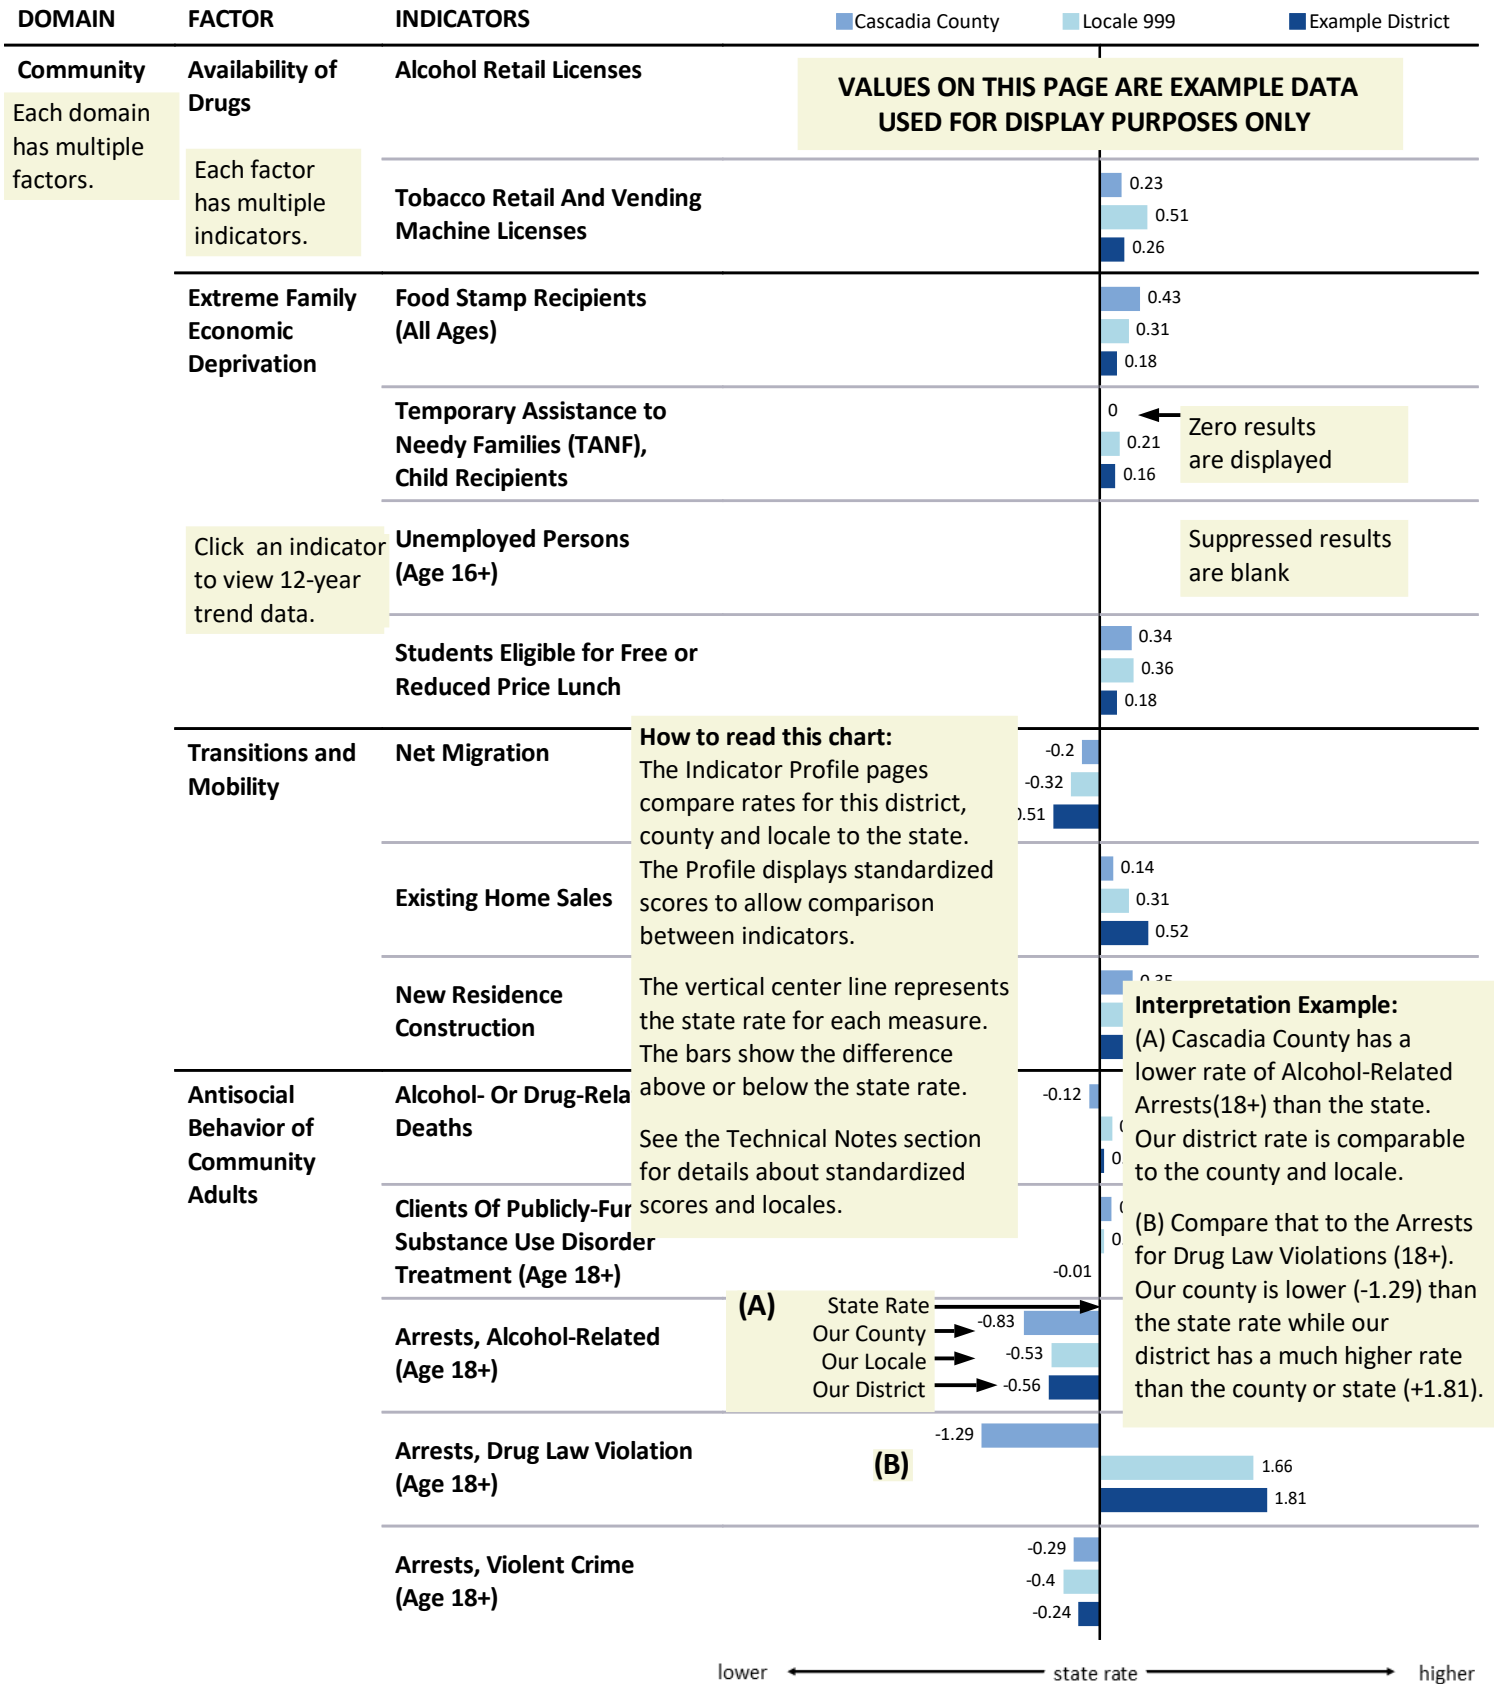 DOMAIN FACTOR INDICATORS Cascadia County Locale 999 Example District
Community
Each domain
has multiple
factors.
Availability of
Drugs
Each factor
has multiple
indicators.
Alcohol Retail Licenses
VALUES ON THIS PAGE ARE EXAMPLE DATA
USED FOR DISPLAY PURPOSES ONLY
Tobacco Retail And Vending
Machine Licenses
0.23
0.51
0.26
Extreme Family
Economic
Deprivation
Food Stamp Recipients
(All Ages)
0.43
0.31
0.18
Temporary Assistance to
Needy Families (TANF),
Child Recipients
0
0.21
0.16
Zero results
are displayed
Click an indicator
to view 12-year
trend data.
Unemployed Persons
(Age 16+)
Suppressed results
are blank
Students Eligible for Free or
Reduced Price Lunch
0.34
0.36
0.18
Transitions and
Mobility
Net Migration
-0.2
-0.32
.51
How to read this chart:
The Indicator Profile pages
compare rates for this district,
county and locale to the state.
The Profile displays standardized
scores to allow comparison
between indicators.
The vertical center line represents
the state rate for each measure.
The bars show the difference
above or below the state rate.
See the Technical Notes section
for details about standardized
scores and locales.
Existing Home Sales
0.14
0.31
0.52
New Residence
Construction
Interpretation Example:
(A) Cascadia County has a
lower rate of Alcohol-Related
Arrests(18+) than the state.
Our district rate is comparable
to the county and locale.
(B) Compare that to the Arrests
for Drug Law Violations (18+).
Our county is lower (-1.29) than
the state rate while our
district has a much higher rate
than the county or state (+1.81).
Antisocial
Behavior of
Community
Adults
Alcohol- Or Drug-Rela
Deaths
-0.12
0.
Clients Of Publicly-Fun
Substance Use Disorder
Treatment (Age 18+)
0.
-0.01
Arrests, Alcohol-Related
(Age 18+)
(A) State Rate
Our County -0.83
Our Locale -0.53
Our District -0.56
Arrests, Drug Law Violation
(Age 18+)
(B)
-1.29
1.66
1.81
Arrests, Violent Crime
(Age 18+)
-0.29
-0.4
-0.24
lower state rate higher